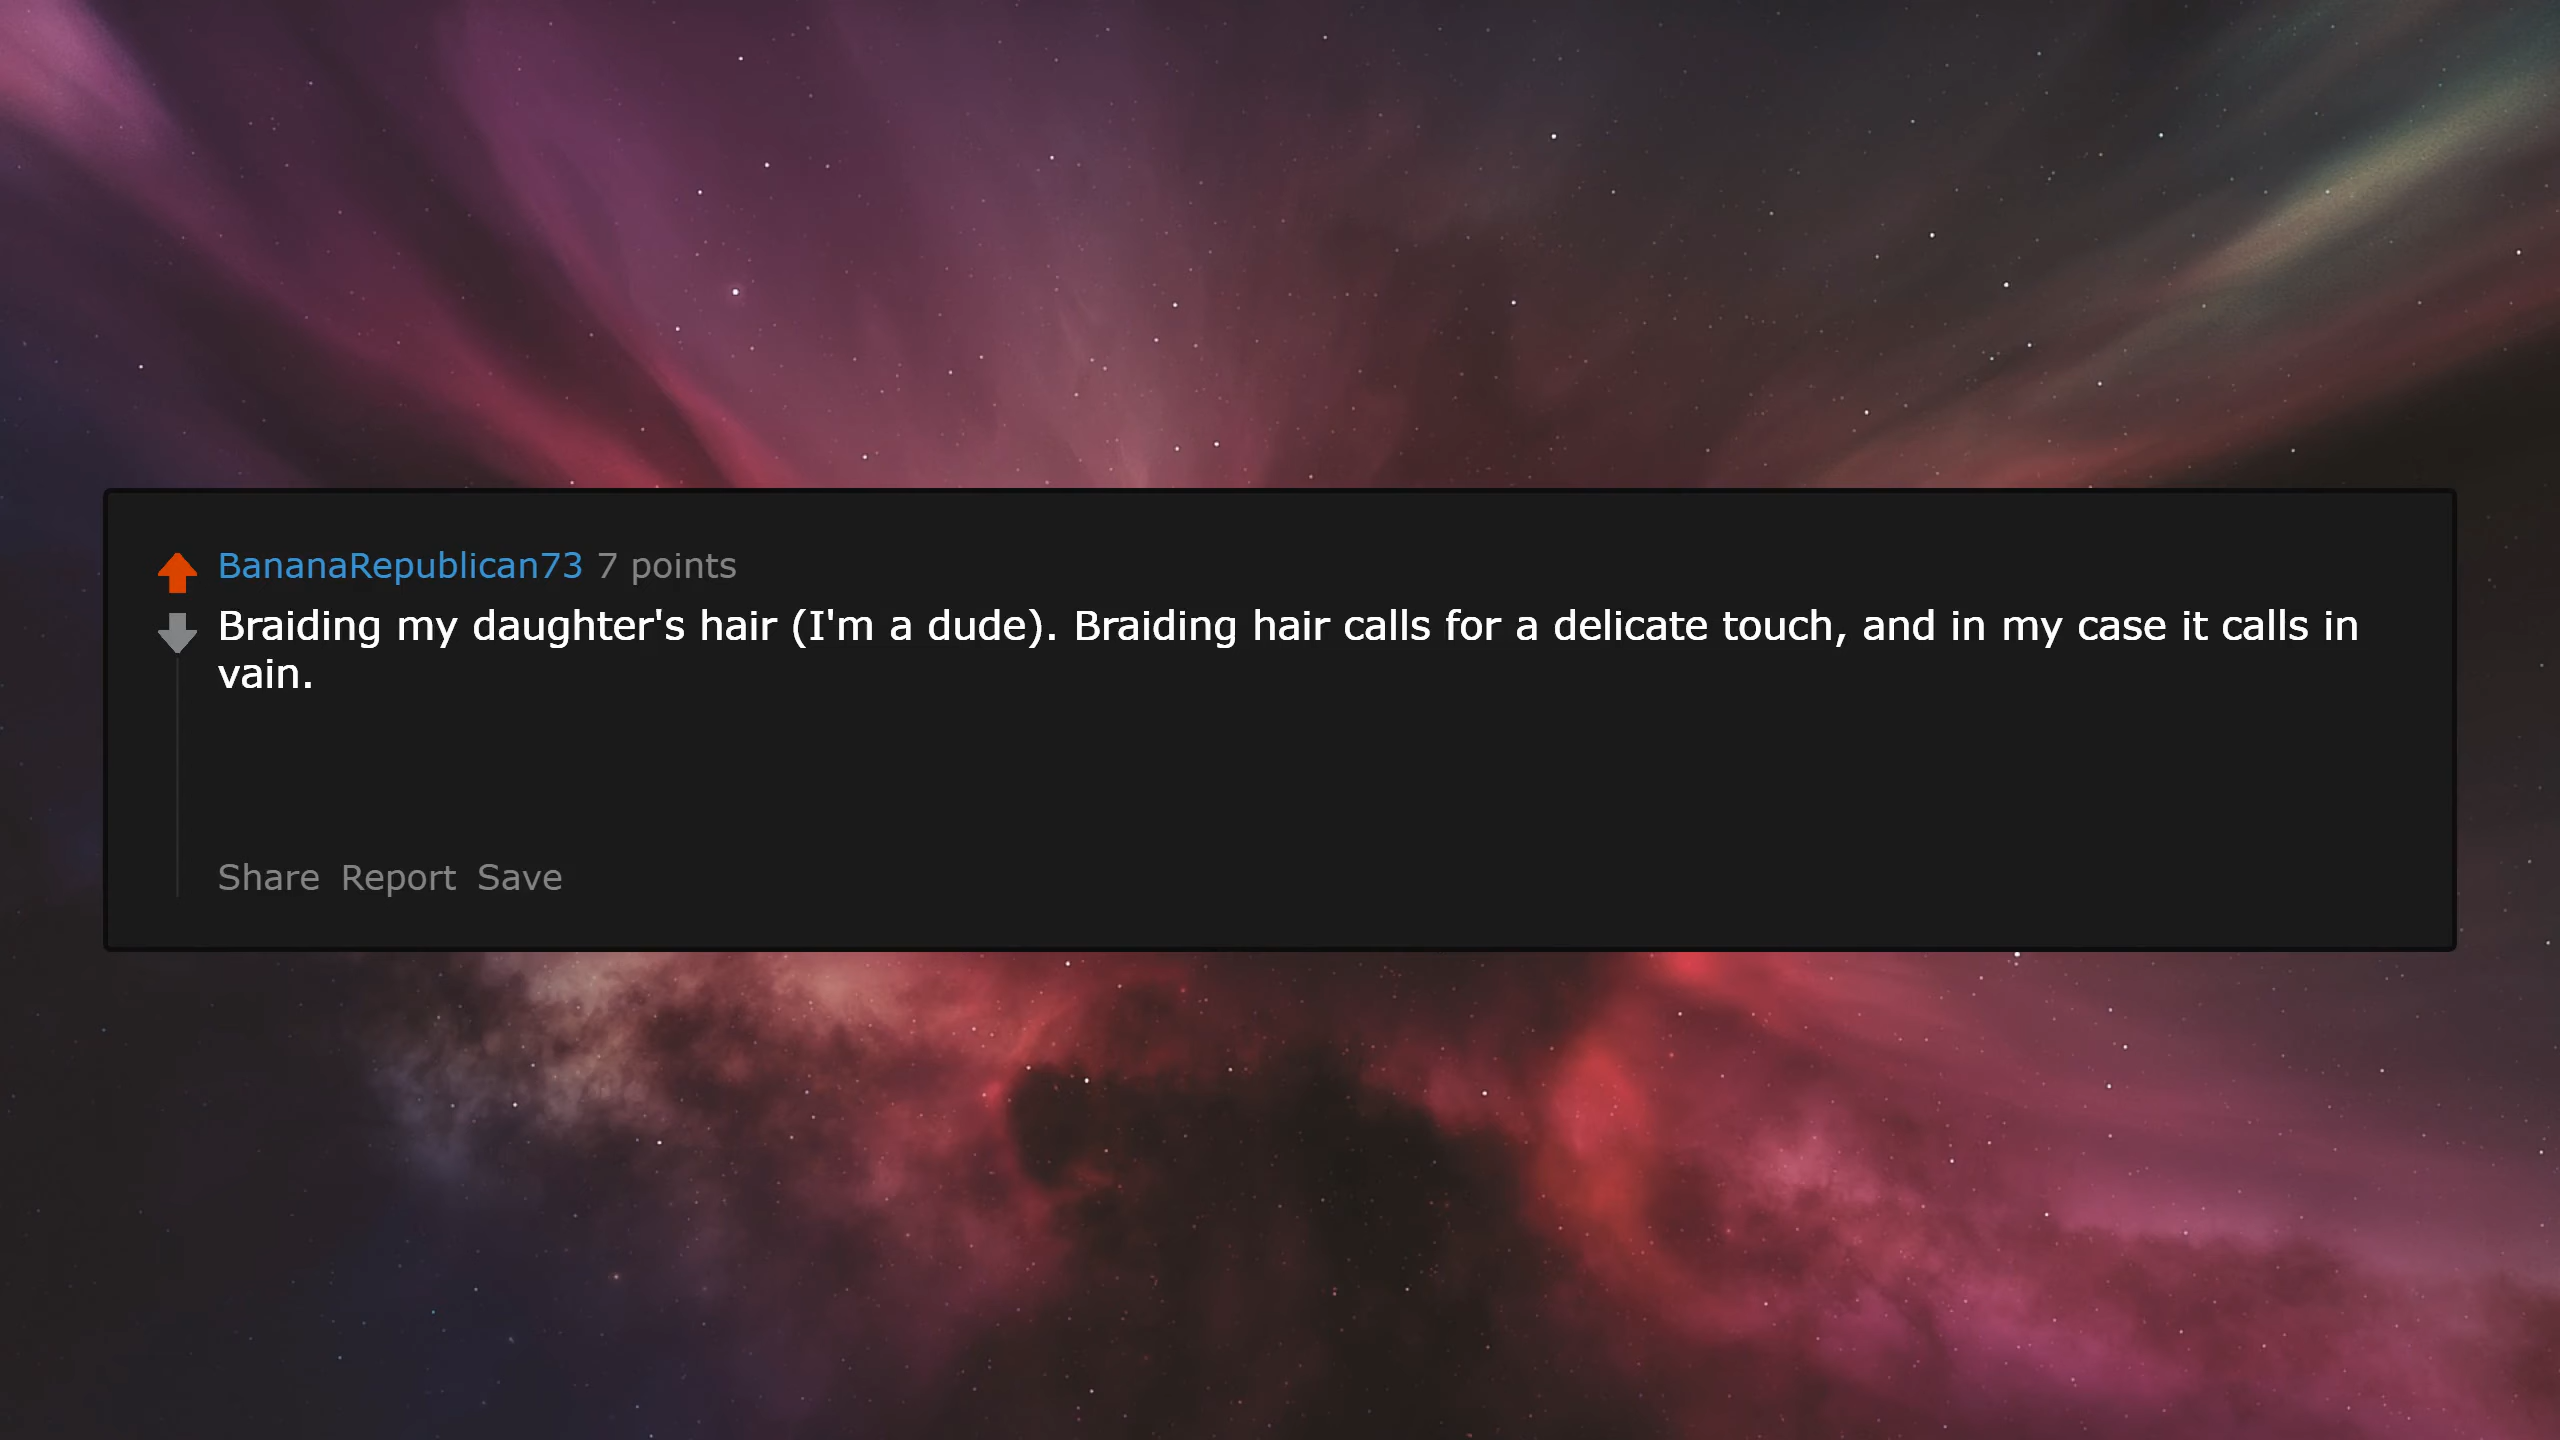 BananaRepublican73 7 points
Braiding my daughter's hair (I'm a dude). Braiding hair calls for a delicate touch, and in my case it calls in
vain.
Share Report Save